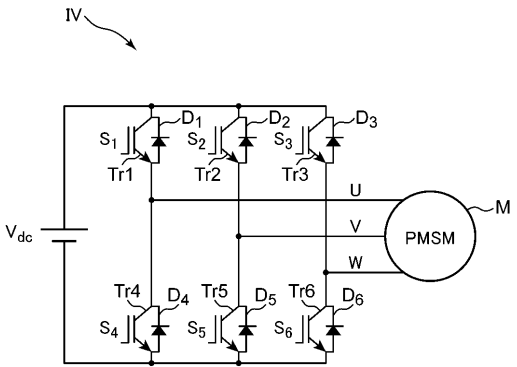 IV
D1 D2 D3
S1 S2 S3
Tr1 Tr2 Tr3
U
M
V
Vdc
PMSM
W
Tr4 D4 Tr5 D5 Tr6 D6
S4 S5 S6